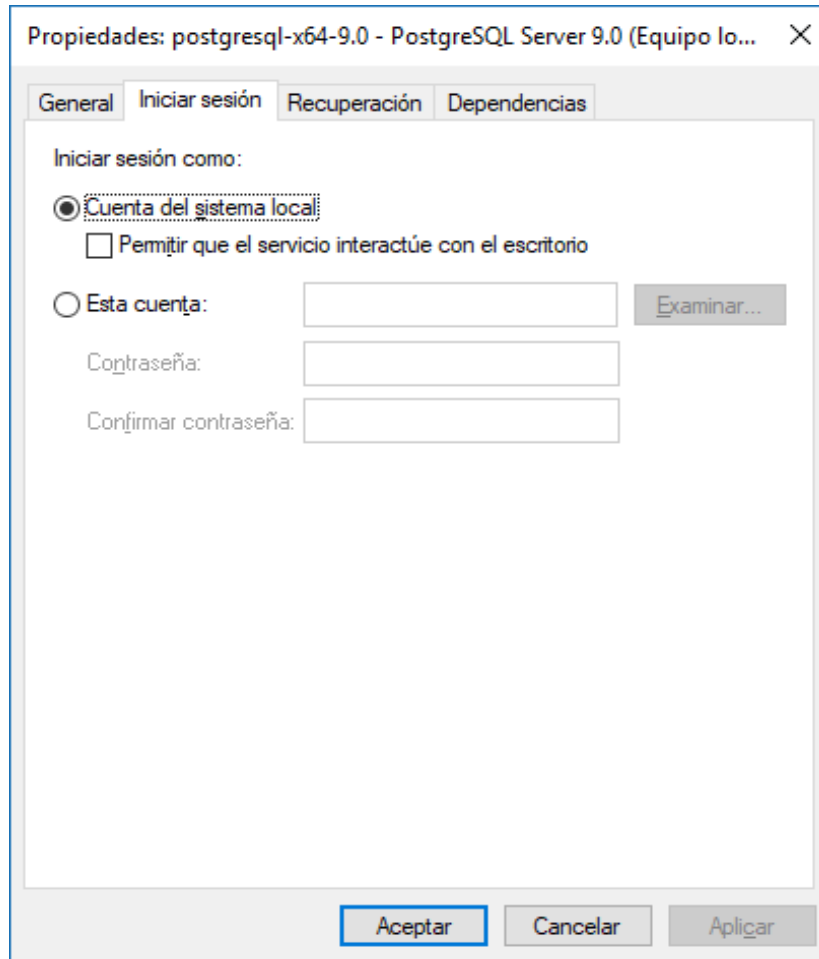 Propiedades: postgresql-x64-9.0 - PostgreSQL Server 9.0 (Equipo lo...
General Iniciar sesión Recuperación Dependencias
Iniciar sesión como:
Cuenta del sistema local
Permitir que el servicio interactúe con el escritorio
Esta cuenta: Examinar...
Contraseña:
Confirmar contraseña:
Aceptar Cancelar Aplicar